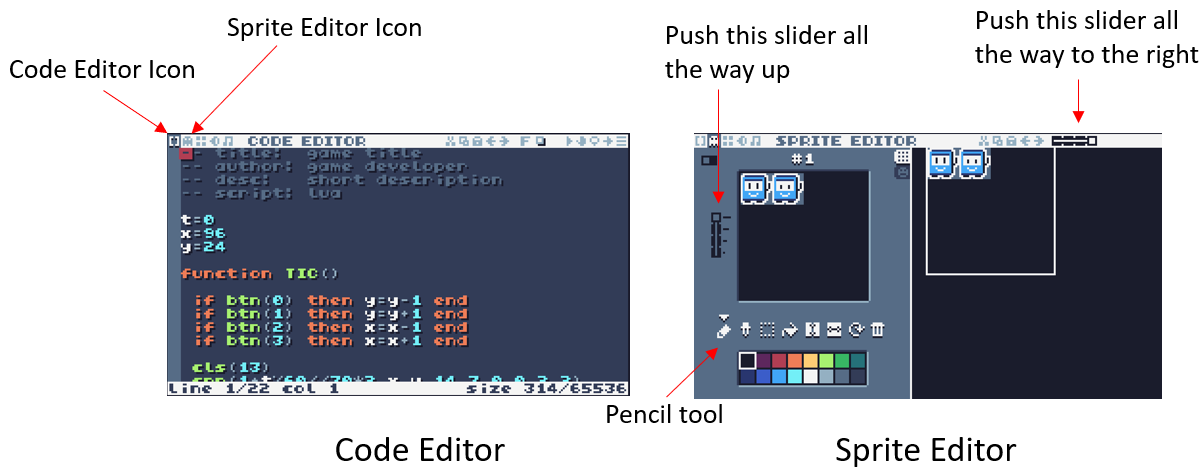 Sprite Editor Icon
Code Editor Icon
Push this slider all
the way up
Push this slider all
the way to the right
CODE EDITOR
F
-- title:  game title
-- author: game developer
-- desc:   short description
-- script: lua
t=0
x=96
y=24
function TIC()
if btn(0) then y=y-1 end
if btn(1) then y=y+1 end
if btn(2) then x=x-1 end
if btn(3) then x=x+1 end
cls(13)
line 1/22 col 1 size 314/65536
SPRITE EDITOR
#1
Pencil tool
Code Editor
Sprite Editor